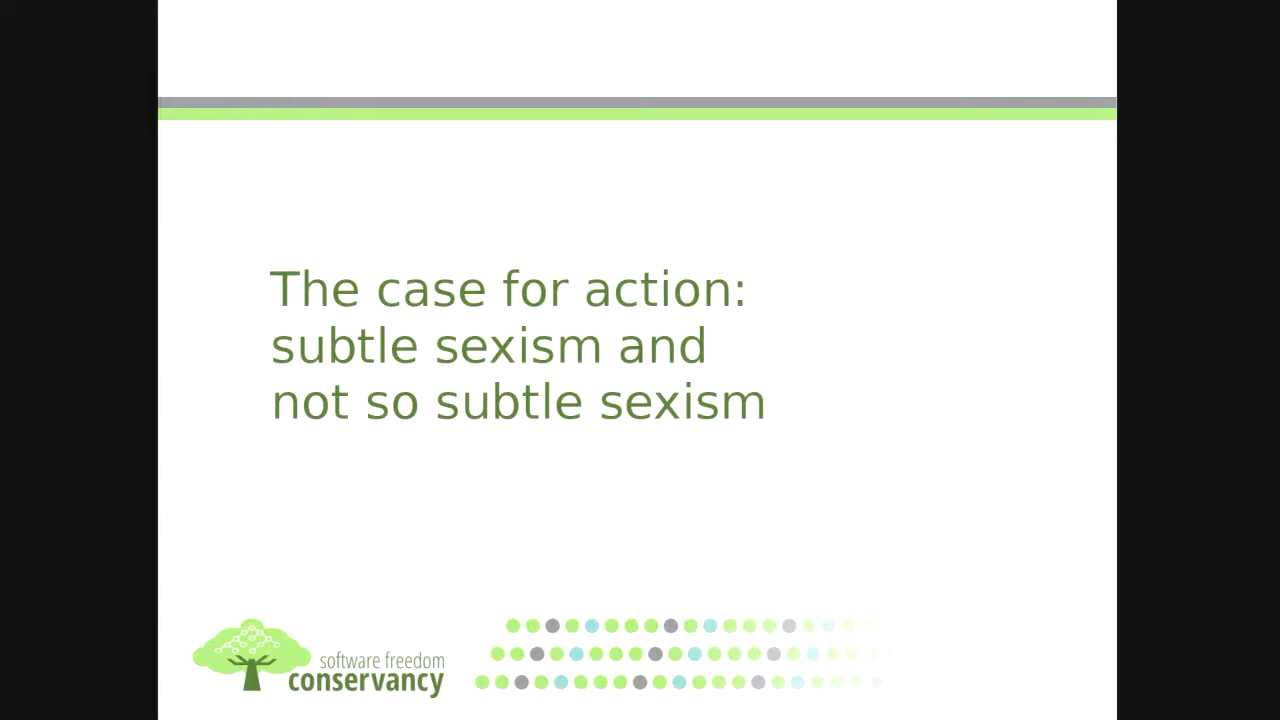 The case for action:
subtle sexism and
not so subtle sexism
software freedom
conservancy